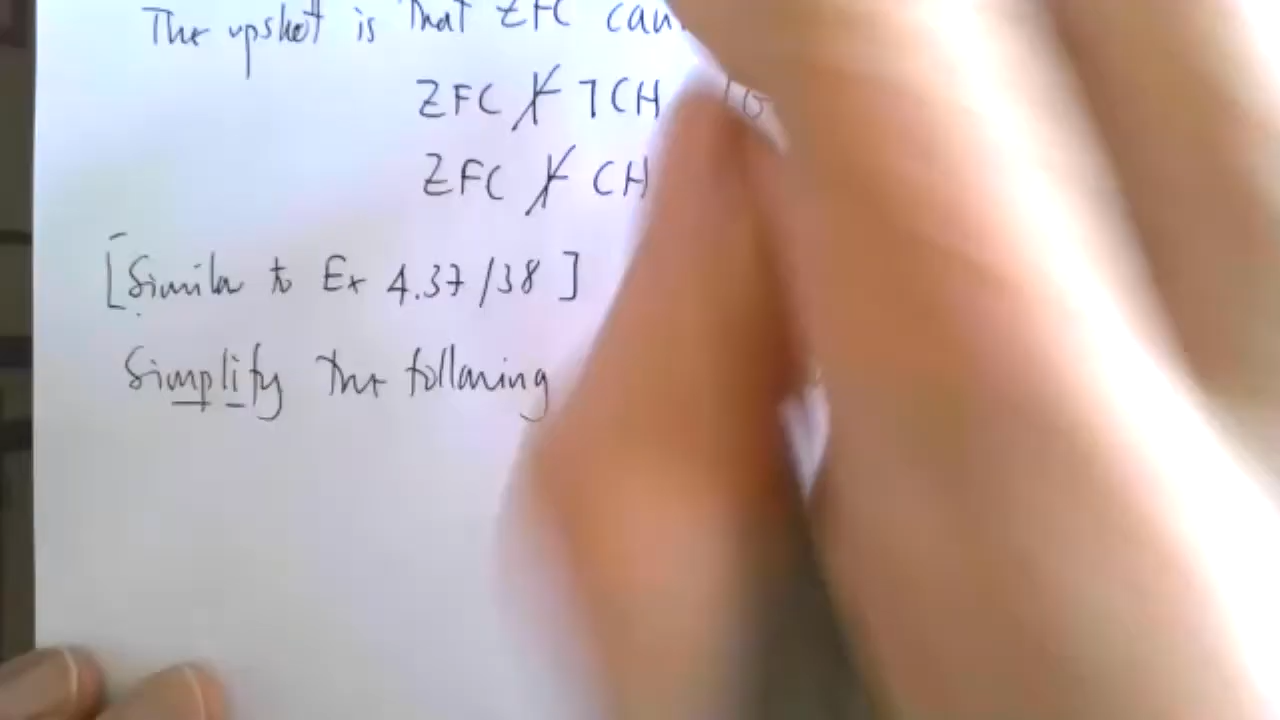 The upshot is that ZFC can
ZFC ⊬ ¬CH [G
ZFC ⊬ CH
[Similar to Ex 4.37/38]
Simplify the following